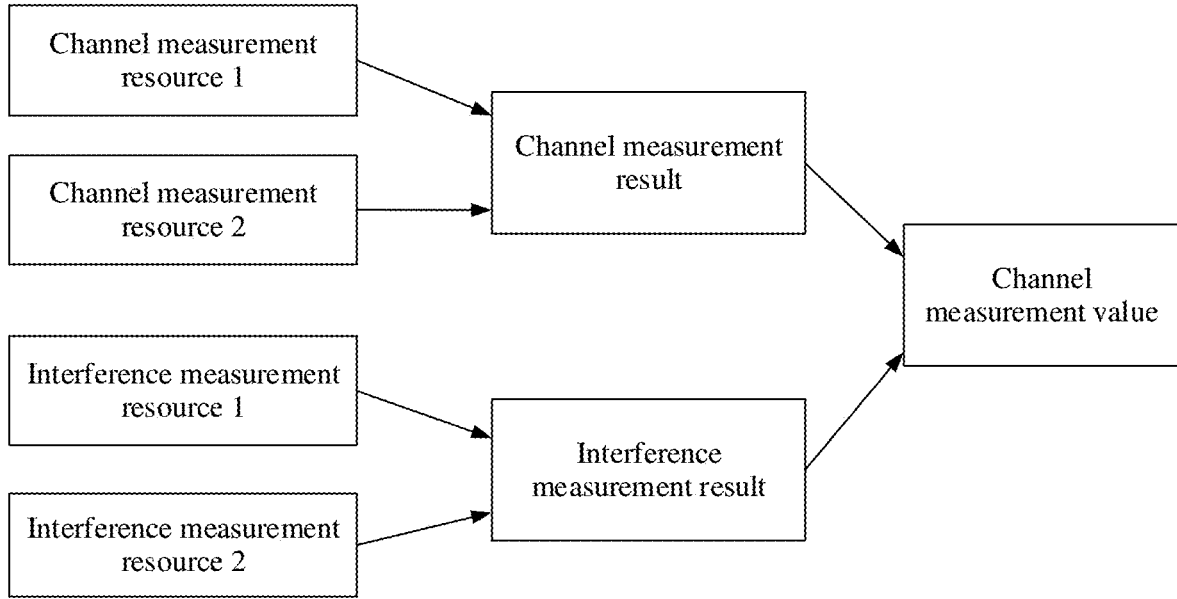 Channel measurement
resource 1
Channel measurement
resource 2
Channel measurement
result
Channel
measurement value
Interference measurement
resource 1
Interference
measurement result
Interference measurement
resource 2